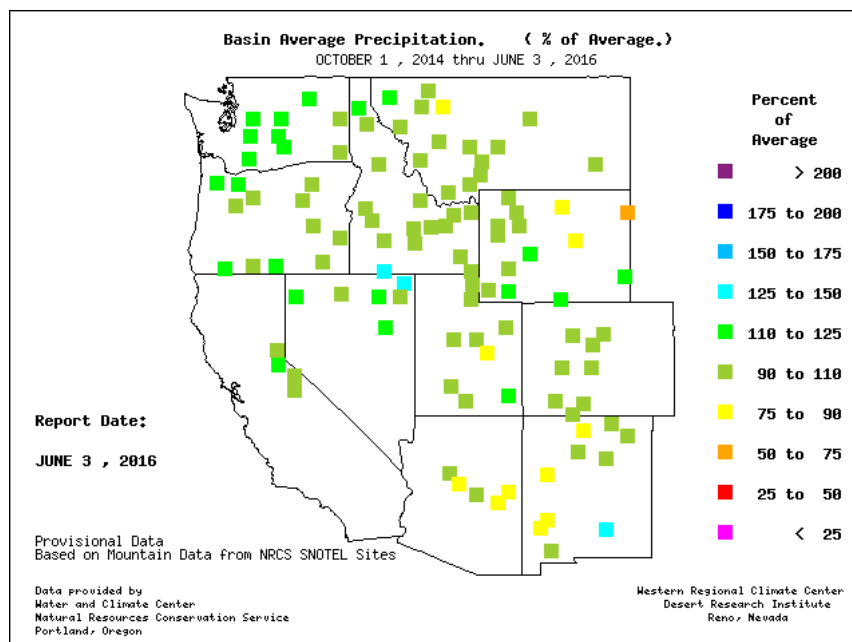 Basin Average Precipitation. ( % of Average.)
OCTOBER 1 , 2014 thru JUNE 3 , 2016
Percent
of
Average
> 200
175 to 200
150 to 175
125 to 150
110 to 125
90 to 110
75 to 90
50 to 75
25 to 50
< 25
Report Date:
JUNE 3 , 2016
Provisional Data
Based on Mountain Data from NRCS SNOTEL Sites
Data provided by
Water and Climate Center
Natural Resources Conservation Service
Portland, Oregon
Western Regional Climate Center
Desert Research Institute
Reno, Nevada